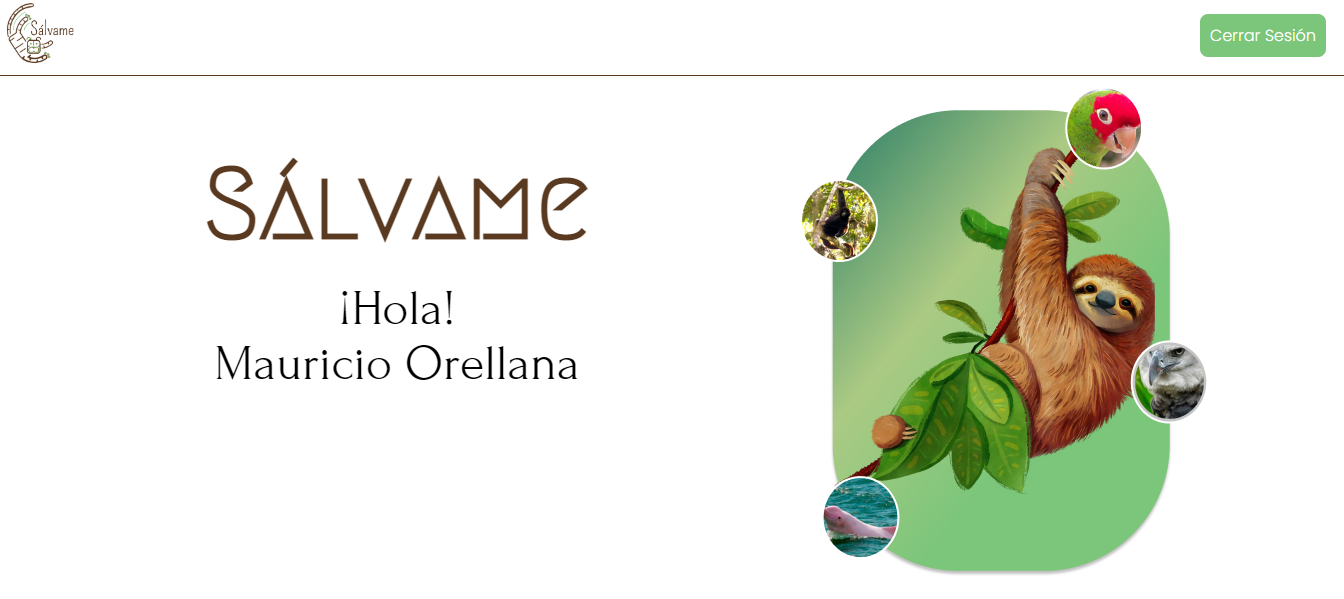 Sálvame
Cerrar Sesión
SÁLVAME
¡Hola!
Mauricio Orellana